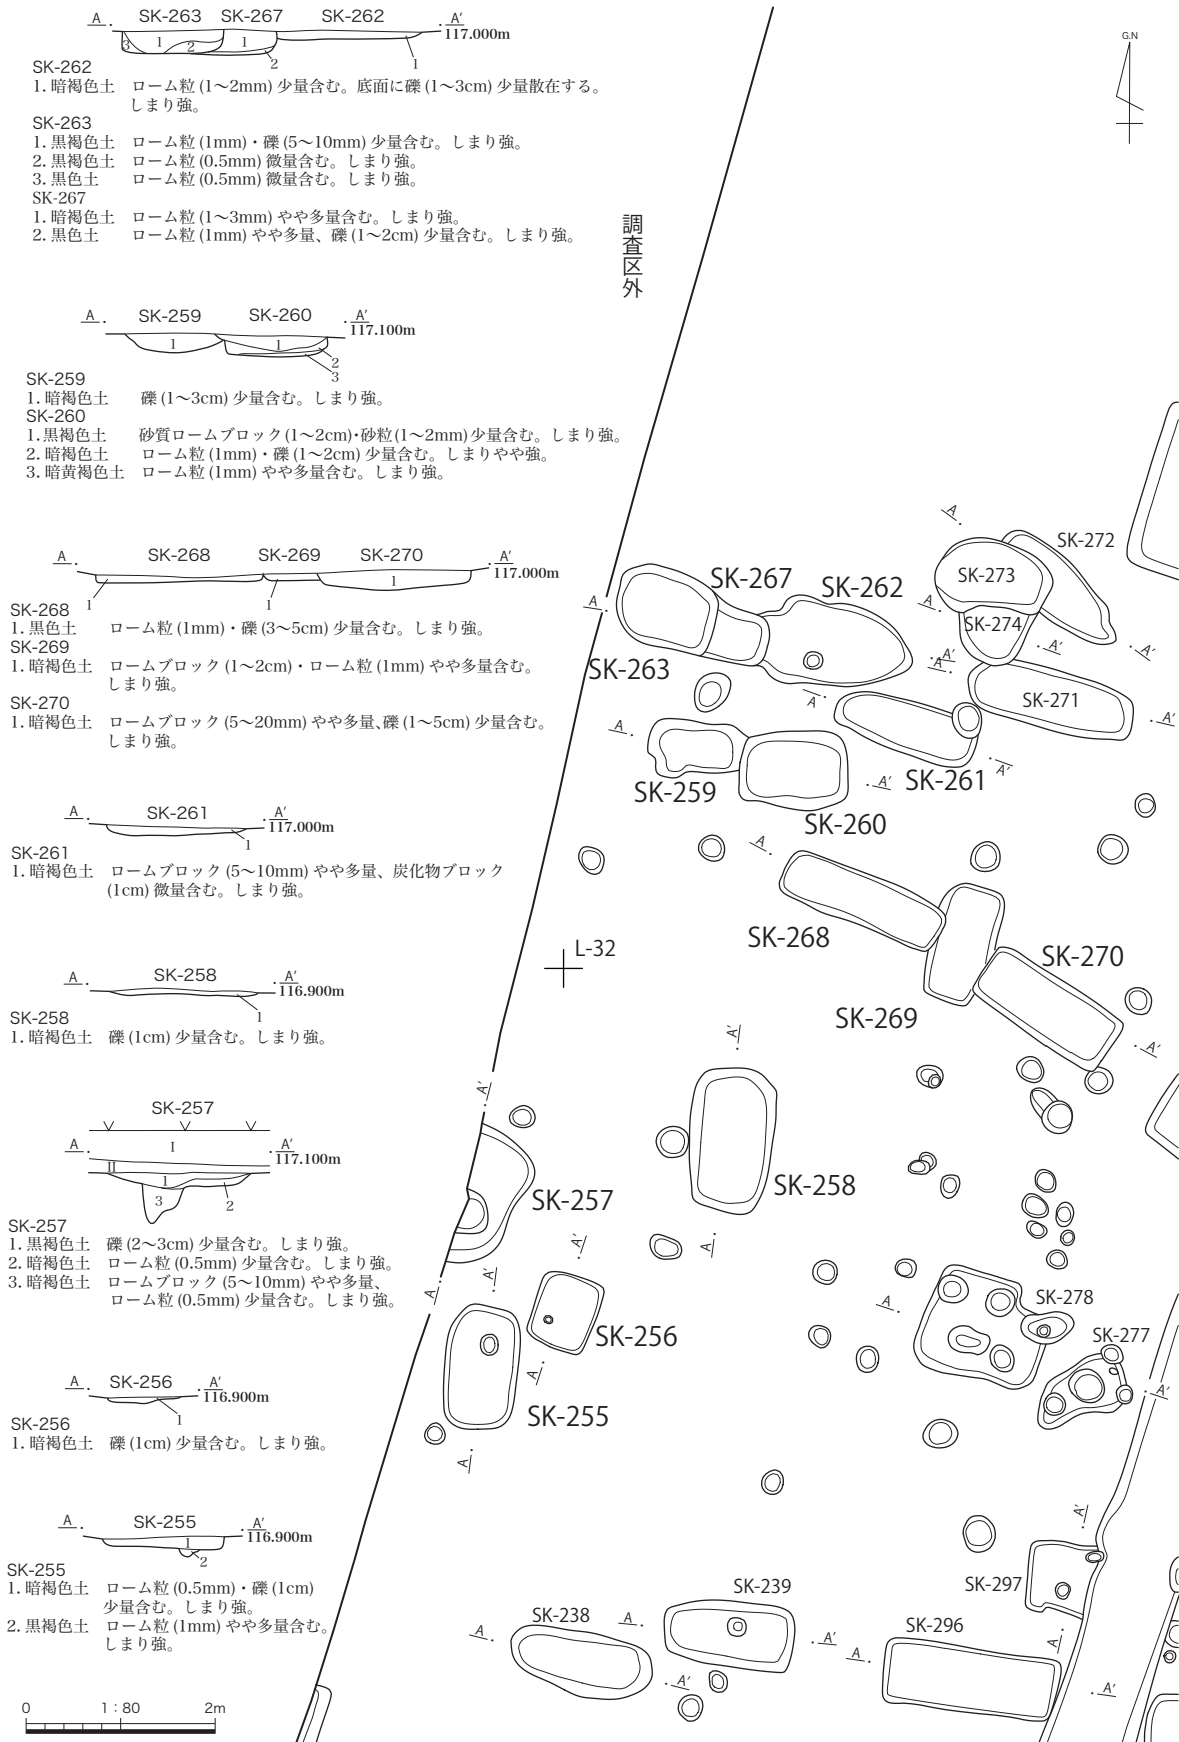 A SK-263 SK-267 SK-262 A'
117.000m
3 1 2 1 2 1
SK-262
1. 暗褐色土 ローム粒 (1〜2mm) 少量含む。底面に礫 (1〜3cm) 少量散在する。
しまり強。
SK-263
1. 黒褐色土 ローム粒 (1mm)・礫 (5〜10mm) 少量含む。しまり強。
2. 黒褐色土 ローム粒 (0.5mm) 微量含む。しまり強。
3. 黒色土 ローム粒 (0.5mm) 微量含む。しまり強。
SK-267
1. 暗褐色土 ローム粒 (1〜3mm) やや多量含む。しまり強。
2. 黒色土 ローム粒 (1mm) やや多量、礫 (1〜2cm) 少量含む。しまり強。
A SK-259 SK-260 A'
117.100m
1 1 2 3
SK-259
1. 暗褐色土 礫 (1〜3cm) 少量含む。しまり強。
SK-260
1. 黒褐色土 砂質ロームブロック (1〜2cm)・砂粒 (1〜2mm) 少量含む。しまり強。
2. 暗褐色土 ローム粒 (1mm)・礫 (1〜2cm) 少量含む。しまりやや強。
3. 暗黄褐色土 ローム粒 (1mm) やや多量含む。しまり強。
A SK-268 SK-269 SK-270 A'
117.000m
1 1 1
SK-268
1. 黒色土 ローム粒 (1mm)・礫 (3〜5cm) 少量含む。しまり強。
SK-269
1. 暗褐色土 ロームブロック (1〜2cm)・ローム粒 (1mm) やや多量含む。
しまり強。
SK-270
1. 暗褐色土 ロームブロック (5〜20mm) やや多量、礫 (1〜5cm) 少量含む。
しまり強。
A SK-261 A'
117.000m
1
SK-261
1. 暗褐色土 ロームブロック (5〜10mm) やや多量、炭化物ブロック
(1cm) 微量含む。しまり強。
A SK-258 A'
116.900m
1
SK-258
1. 暗褐色土 礫 (1cm) 少量含む。しまり強。
SK-257
A I A'
117.100m
II 1 3 2
SK-257
1. 黒褐色土 礫 (2〜3cm) 少量含む。しまり強。
2. 暗褐色土 ローム粒 (0.5mm) 少量含む。しまり強。
3. 暗褐色土 ロームブロック (5〜10mm) やや多量、
ローム粒 (0.5mm) 少量含む。しまり強。
A SK-256 A'
116.900m
1
SK-256
1. 暗褐色土 礫 (1cm) 少量含む。しまり強。
A SK-255 A'
116.900m
1 2
SK-255
1. 暗褐色土 ローム粒 (0.5mm)・礫 (1cm)
少量含む。しまり強。
2. 黒褐色土 ローム粒 (1mm) やや多量含む。
しまり強。
0 1：80 2m
G.N
調査区外
A SK-272
SK-273
A SK-267 SK-262 A
SK-274
A' A'
SK-263 A' A
SK-271
A A A'
SK-261 A'
SK-259 A'
SK-260
A
SK-268
L-32
SK-270
SK-269
A' A'
A'
SK-258
SK-257
A' A
A' A
SK-278
A
SK-256
SK-277
A A'
SK-255
A
A'
SK-297
SK-239
SK-238
A A
SK-296
A' A A
A' A'